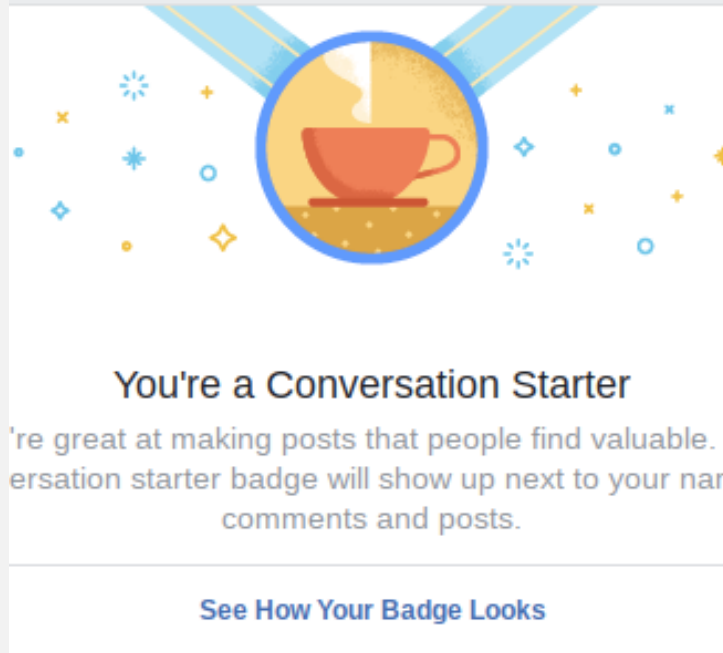 You're a Conversation Starter
're great at making posts that people find valuable.
ersation starter badge will show up next to your nar
comments and posts.
See How Your Badge Looks